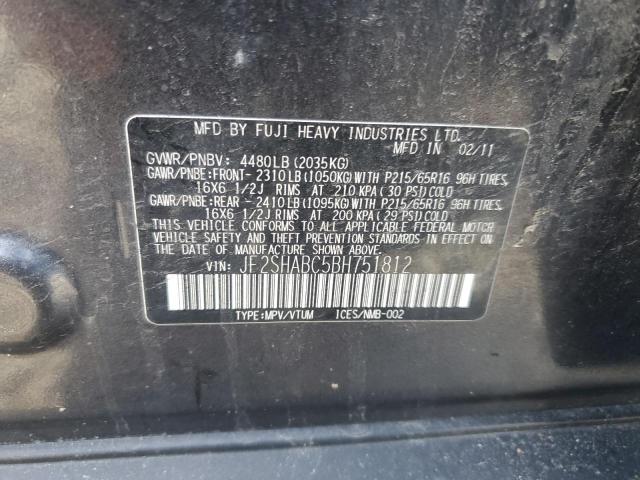 MFD BY FUJI HEAVY INDUSTRIES LTD.
MFD IN 02/11
GVWR/PNBV: 4480LB (2035KG)
GAWR/PNBE:FRONT- 2310LB (1050KG) WITH P215/65R16 96H TIRES,
16X6 1/2J RIMS AT 210 KPA (30 PSI) COLD
GAWR/PNBE:REAR - 2410LB (1095KG) WITH P215/65R16 96H TIRES,
16X6 1/2J RIMS AT 200 KPA (29 PSI) COLD
THIS VEHICLE CONFORMS TO ALL APPLICABLE FEDERAL MOTOR
VEHICLE SAFETY AND THEFT PREVENTION STANDARDS IN EFFECT ON
THE DATE OF MANUFACTURE SHOWN ABOVE.
VIN: JF2SHABC5BH751812
TYPE:MPV/VTUM ICES/NMB-002